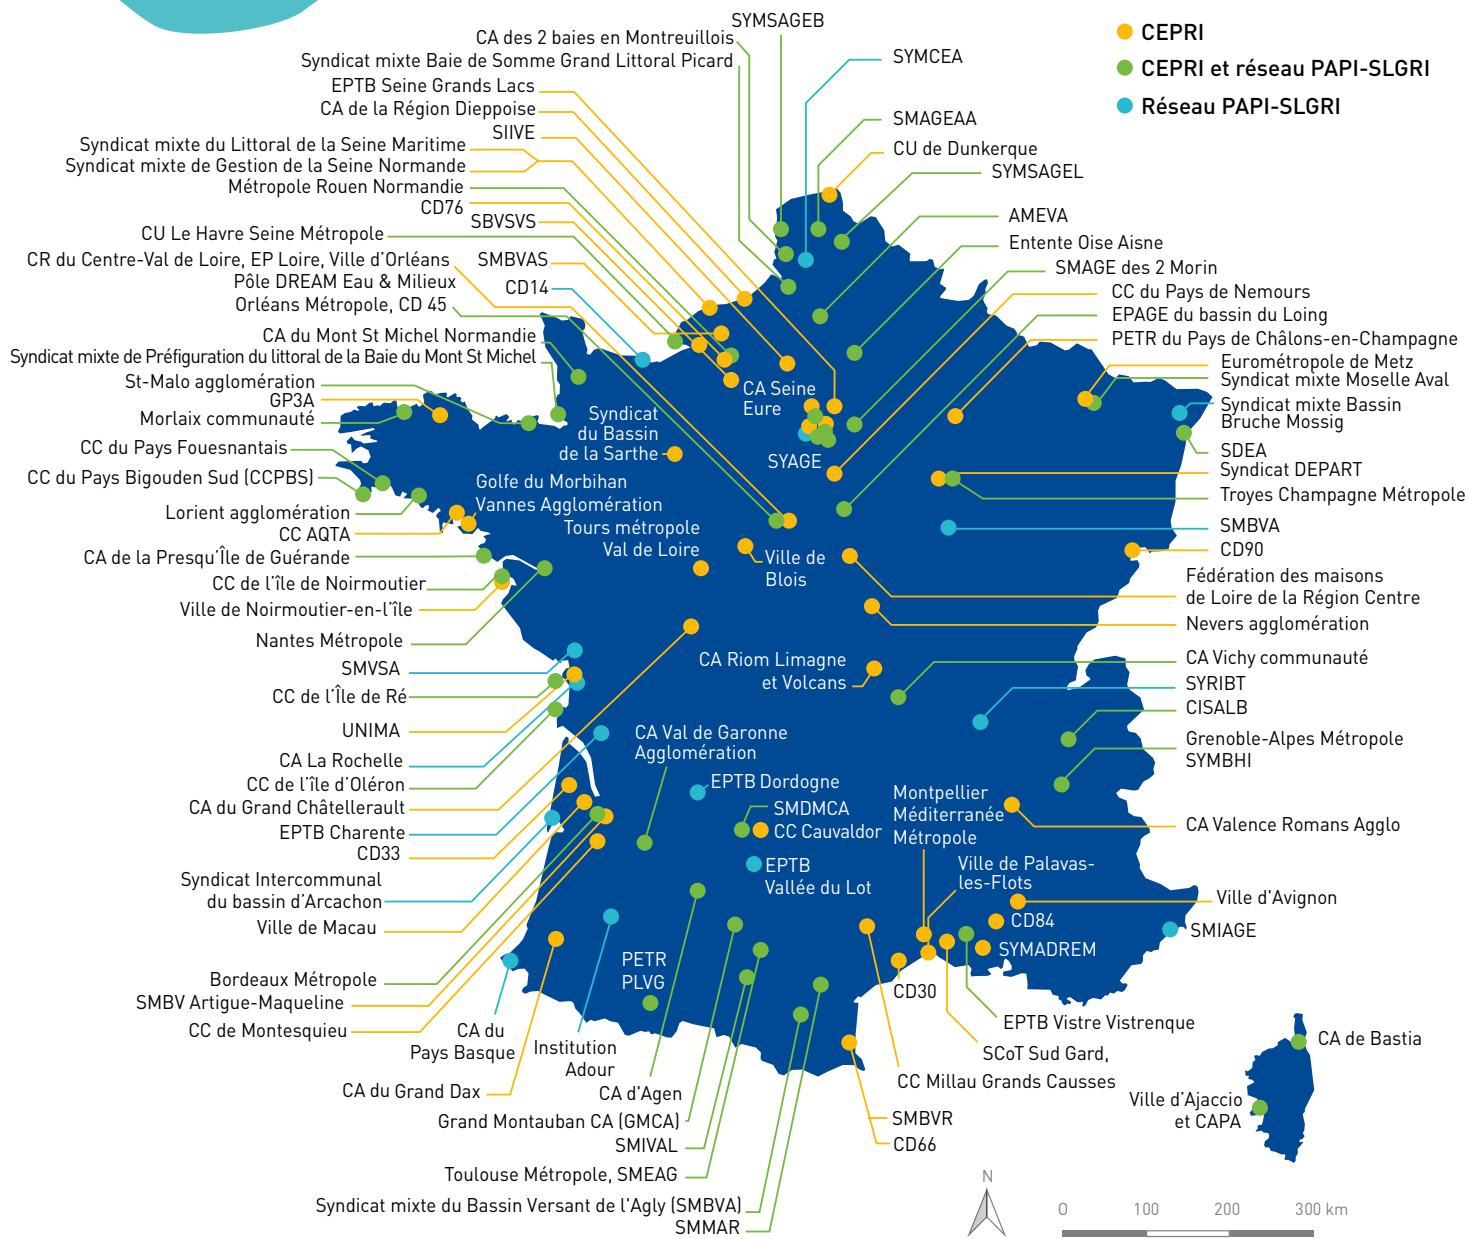 SYMSAGEB
CA des 2 baies en Montreuillois
Syndicat mixte Baie de Somme Grand Littoral Picard
EPTB Seine Grands Lacs
CA de la Région Dieppoise
SIIVE
Syndicat mixte du Littoral de la Seine Maritime
Syndicat mixte de Gestion de la Seine Normande
Métropole Rouen Normandie
CD76
SBVSVS
CU Le Havre Seine Métropole
CR du Centre-Val de Loire, EP Loire, Ville d'Orléans
SMBVAS
Pôle DREAM Eau & Milieux
CD14
Orléans Métropole, CD 45
CA du Mont St Michel Normandie
Syndicat mixte de Préfiguration du littoral de la Baie du Mont St Michel
St-Malo agglomération
GP3A
Morlaix communauté
CC du Pays Fouesnantais
CC du Pays Bigouden Sud (CCPBS)
Lorient agglomération
CC AQTA
CA de la Presqu'Île de Guérande
CC de l'île de Noirmoutier
Ville de Noirmoutier-en-l'île
Nantes Métropole
SMVSA
CC de l'Île de Ré
UNIMA
CA La Rochelle
CC de l'île d'Oléron
CA du Grand Châtellerault
EPTB Charente
CD33
Syndicat Intercommunal
du bassin d'Arcachon
Ville de Macau
Bordeaux Métropole
SMBV Artigue-Maqueline
CC de Montesquieu
CA du
Pays Basque
CA du Grand Dax
Institution
Adour
CA d'Agen
Grand Montauban CA (GMCA)
SMIVAL
Toulouse Métropole, SMEAG
Syndicat mixte du Bassin Versant de l'Agly (SMBVA)
SMMAR
CEPRI
CEPRI et réseau PAPI-SLGRI
Réseau PAPI-SLGRI
SYMCEA
SMAGEAA
CU de Dunkerque
SYMSAGEL
AMEVA
Entente Oise Aisne
SMAGE des 2 Morin
CC du Pays de Nemours
EPAGE du bassin du Loing
PETR du Pays de Châlons-en-Champagne
Eurométropole de Metz
Syndicat mixte Moselle Aval
Syndicat mixte Bassin
Bruche Mossig
SDEA
Syndicat DEPART
Troyes Champagne Métropole
SMBVA
CD90
Fédération des maisons
de Loire de la Région Centre
Nevers agglomération
CA Vichy communauté
SYRIBT
CISALB
Grenoble-Alpes Métropole
SYMBHI
CA Valence Romans Agglo
Ville d'Avignon
SMIAGE
CA Seine
Eure
Syndicat
du Bassin
de la Sarthe
SYAGE
Golfe du Morbihan
Vannes Agglomération
Tours métropole
Val de Loire
Ville de
Blois
CA Riom Limagne
et Volcans
CA Val de Garonne
Agglomération
EPTB Dordogne
SMDMCA
CC Cauvaldor
EPTB
Vallée du Lot
Montpellier
Méditerranée
Métropole
Ville de Palavas-
les-Flots
CD84
SYMADREM
PETR
PLVG
CD30
EPTB Vistre Vistrenque
SCoT Sud Gard,
CC Millau Grands Causses
SMBVR
CD66
CA de Bastia
Ville d'Ajaccio
et CAPA
N
0 100 200 300 km